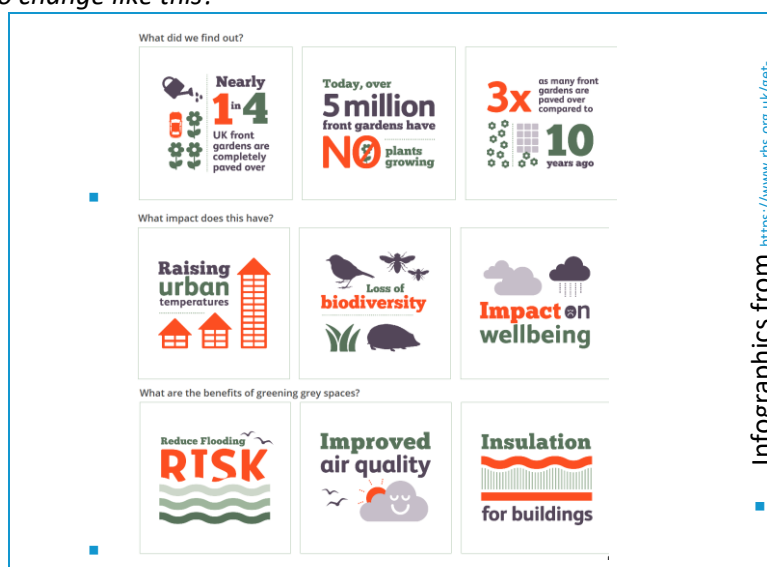 o change like this?
What did we find out?
Nearly
1 in 4
UK front
gardens are
completely
paved over
Today, over
5 million
front gardens have
NO plants
growing
3x
as many front
gardens are
paved over
compared to
10
years ago
What impact does this have?
Raising
urban
temperatures
Loss of
biodiversity
Impact on
wellbeing
What are the benefits of greening grey spaces?
Reduce Flooding
RISK
Improved
air quality
Insulation
for buildings
Infographics from
https://www.rhs.org.uk/get-